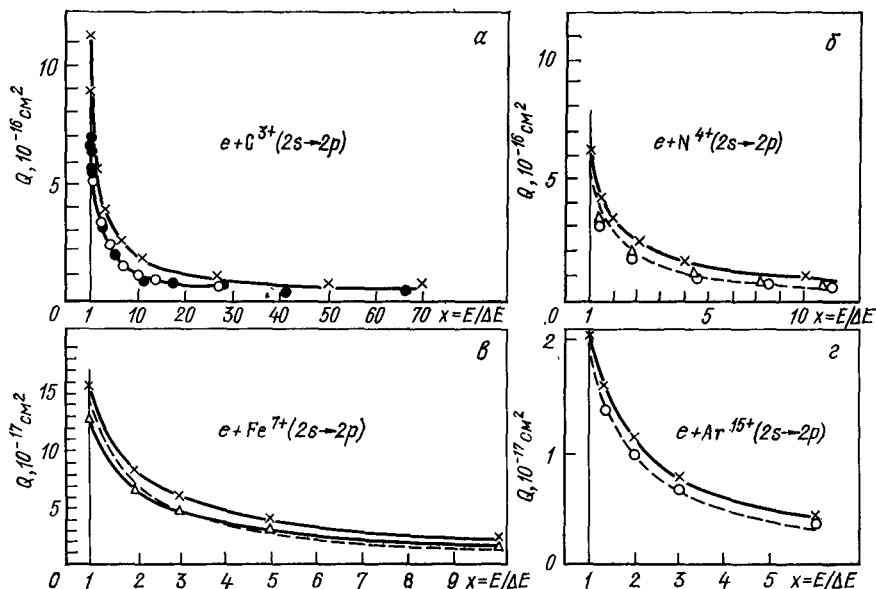 а
Q, 10⁻¹⁶ см²
10
5
e+C³⁺(2s→2p)
0
1 10 20 30 40 50 60 70 x=E/ΔE
б
Q, 10⁻¹⁶ см²
10
5
e+N⁴⁺(2s→2p)
0
1 5 10 x=E/ΔE
в
Q, 10⁻¹⁷ см²
15
10
5
e+Fe⁷⁺(2s→2p)
0
1 2 3 4 5 6 7 8 9 x=E/ΔE
г
Q, 10⁻¹⁷ см²
2
1
0
e+Ar¹⁵⁺(2s→2p)
1 2 3 4 5 x=E/ΔE